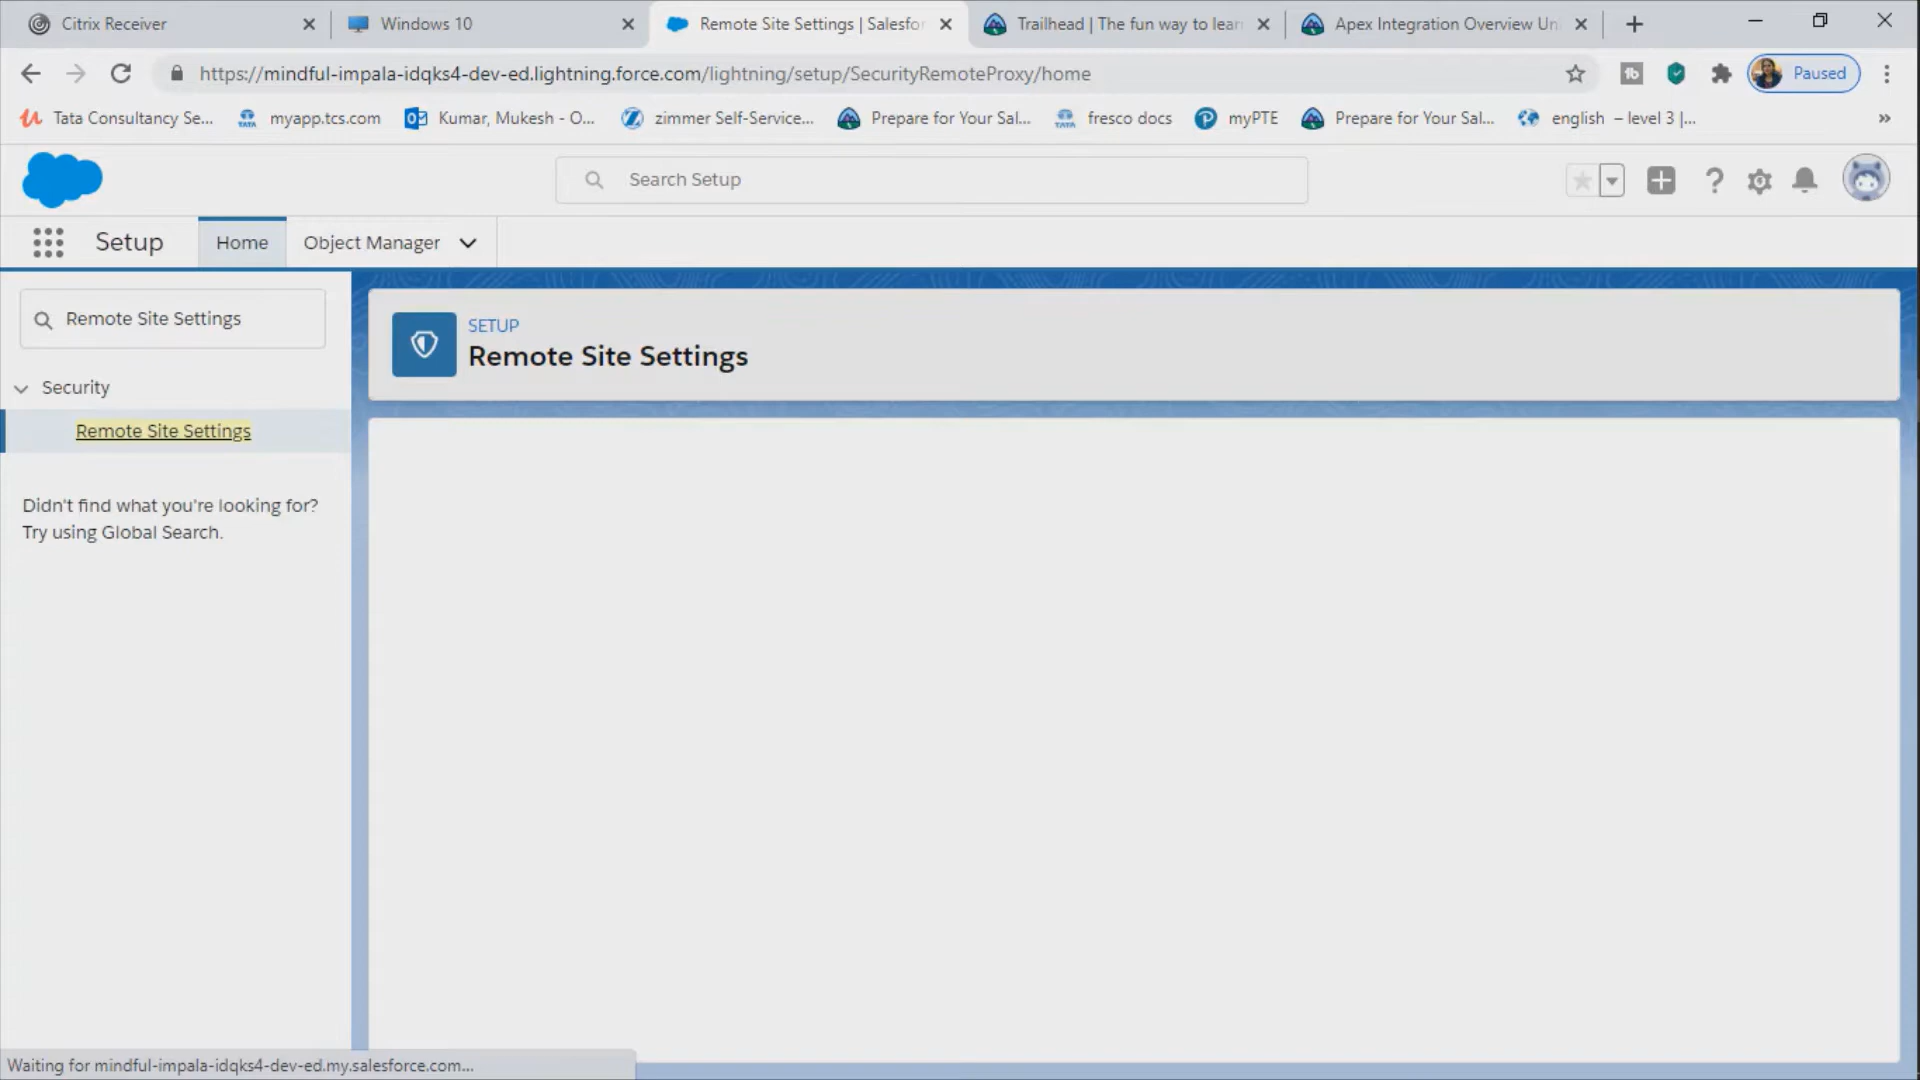 Citrix Receiver
Windows 10
Remote Site Settings | Salesfor
Trailhead | The fun way to lear
Apex Integration Overview Un
https://mindful-impala-idqks4-dev-ed.lightning.force.com/lightning/setup/SecurityRemoteProxy/home
Paused
Tata Consultancy Se...
myapp.tcs.com
Kumar, Mukesh - O...
zimmer Self-Service...
Prepare for Your Sal...
fresco docs
myPTE
Prepare for Your Sal...
english – level 3 |...
Search Setup
Setup
Home
Object Manager
Remote Site Settings
Security
Remote Site Settings
Didn't find what you're looking for?
Try using Global Search.
SETUP
Remote Site Settings
Waiting for mindful-impala-idqks4-dev-ed.my.salesforce.com...